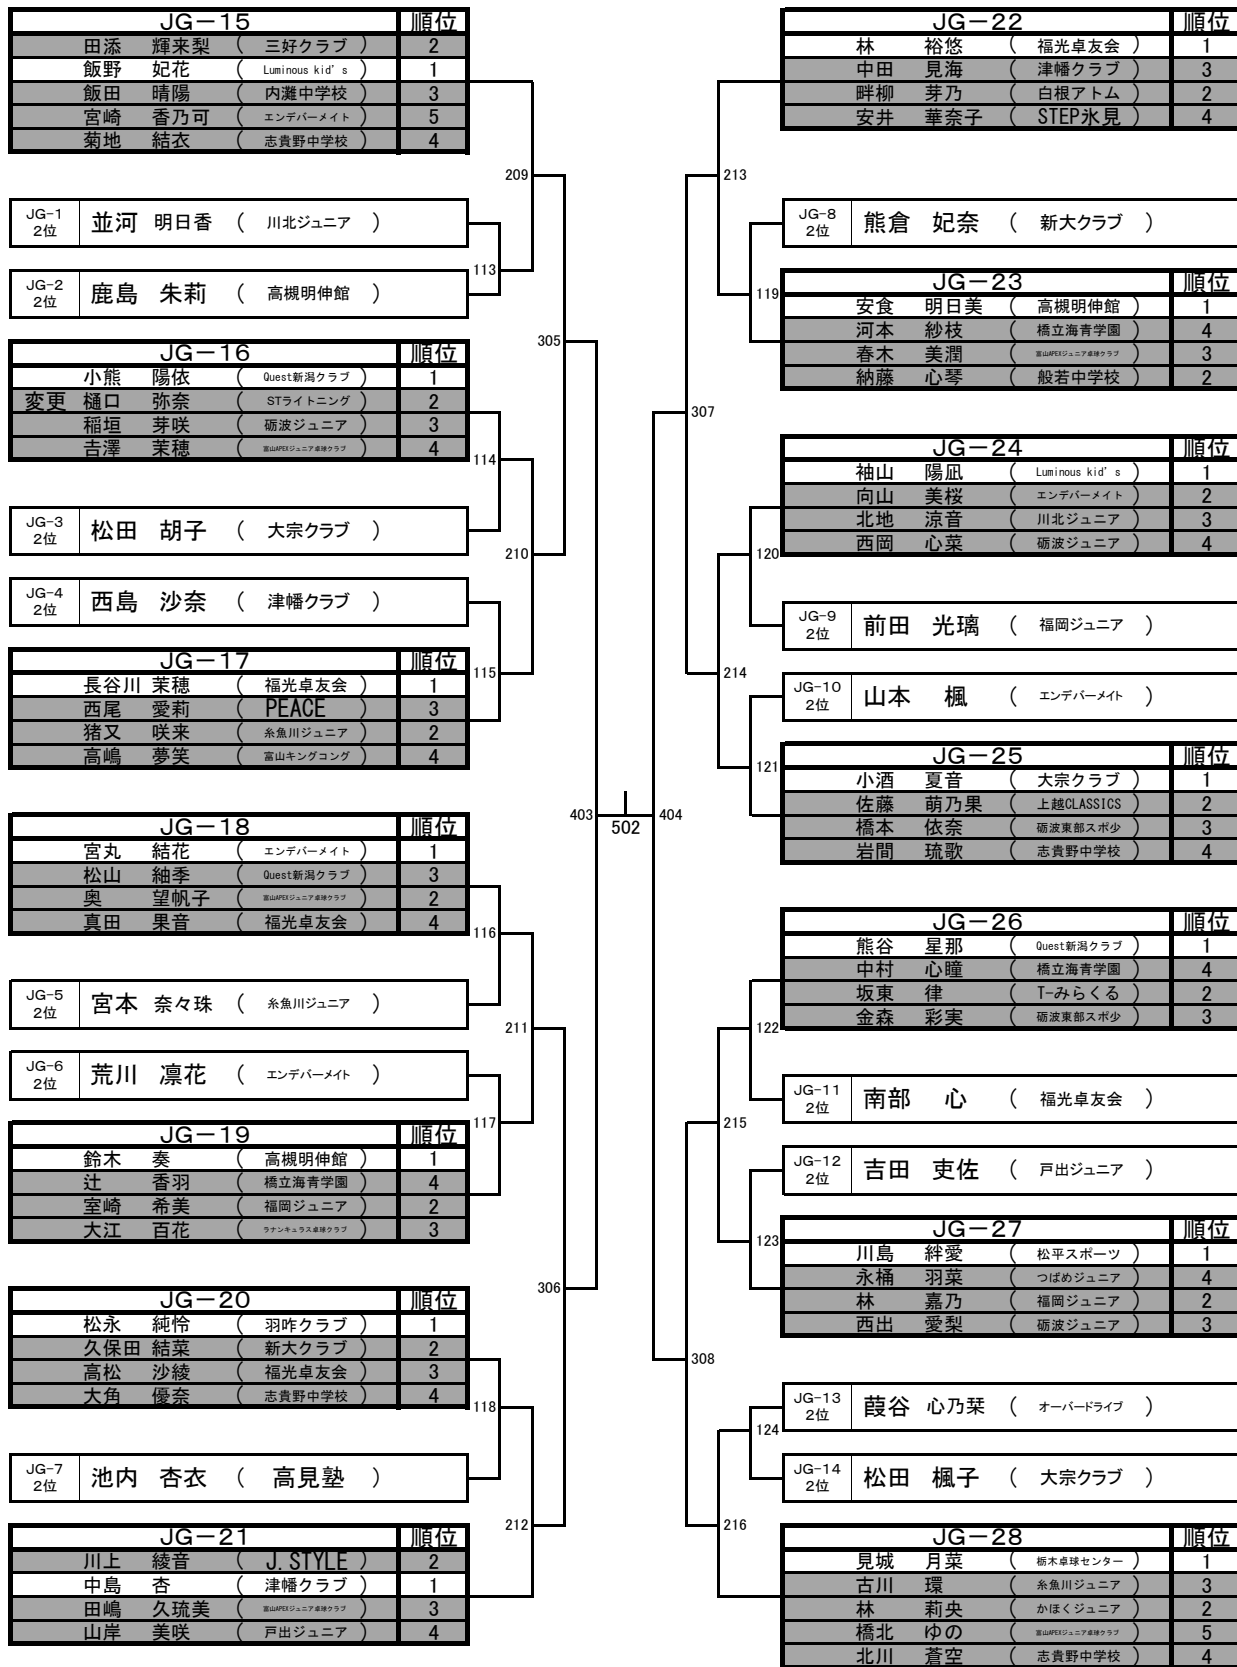 JG－15 順位
田添 輝来梨 ( 三好クラブ ) 2
飯野 妃花 ( Luminous kid's ) 1
飯田 晴陽 ( 内灘中学校 ) 3
宮崎 香乃可 ( エンデバーメイト ) 5
菊地 結衣 ( 志貴野中学校 ) 4
209
JG-1 2位 並河 明日香 ( 川北ジュニア )
113
JG-2 2位 鹿島 朱莉 ( 高槻明伸館 )
305
JG－16 順位
小熊 陽依 ( Quest新潟クラブ ) 1
変更 樋口 弥奈 ( STライトニング ) 2
稲垣 芽咲 ( 砺波ジュニア ) 3
吉澤 茉穂 ( 富山APEXジュニア卓球クラブ ) 4
114
JG-3 2位 松田 胡子 ( 大宗クラブ )
210
JG-4 2位 西島 沙奈 ( 津幡クラブ )
115
JG－17 順位
長谷川 茉穂 ( 福光卓友会 ) 1
西尾 愛莉 ( PEACE ) 3
猪又 咲来 ( 糸魚川ジュニア ) 2
高嶋 夢笑 ( 富山キングコング ) 4
403
502
404
JG－18 順位
宮丸 結花 ( エンデバーメイト ) 1
松山 紬季 ( Quest新潟クラブ ) 3
奥 望帆子 ( 富山APEXジュニア卓球クラブ ) 2
真田 果音 ( 福光卓友会 ) 4
116
JG-5 2位 宮本 奈々珠 ( 糸魚川ジュニア )
211
JG-6 2位 荒川 凛花 ( エンデバーメイト )
117
JG－19 順位
鈴木 奏 ( 高槻明伸館 ) 1
辻 香羽 ( 橋立海青学園 ) 4
室崎 希美 ( 福岡ジュニア ) 2
大江 百花 ( ラナンキュラス卓球クラブ ) 3
306
JG－20 順位
松永 純怜 ( 羽咋クラブ ) 1
久保田 結菜 ( 新大クラブ ) 2
高松 沙綾 ( 福光卓友会 ) 3
大角 優奈 ( 志貴野中学校 ) 4
118
JG-7 2位 池内 杏衣 ( 高見塾 )
212
JG－21 順位
川上 綾音 ( J.STYLE ) 2
中島 杏 ( 津幡クラブ ) 1
田嶋 久琉美 ( 富山APEXジュニア卓球クラブ ) 3
山岸 美咲 ( 戸出ジュニア ) 4
JG－22 順位
林 裕悠 ( 福光卓友会 ) 1
中田 見海 ( 津幡クラブ ) 3
畔柳 芽乃 ( 白根アトム ) 2
安井 華奈子 ( STEP氷見 ) 4
213
JG-8 2位 熊倉 妃奈 ( 新大クラブ )
119
JG－23 順位
安食 明日美 ( 高槻明伸館 ) 1
河本 紗枝 ( 橋立海青学園 ) 4
春木 美潤 ( 富山APEXジュニア卓球クラブ ) 3
納藤 心琴 ( 般若中学校 ) 2
307
JG－24 順位
袖山 陽凪 ( Luminous kid's ) 1
向山 美桜 ( エンデバーメイト ) 2
北地 涼音 ( 川北ジュニア ) 3
西岡 心菜 ( 砺波ジュニア ) 4
120
JG-9 2位 前田 光璃 ( 福岡ジュニア )
214
JG-10 2位 山本 楓 ( エンデバーメイト )
121
JG－25 順位
小酒 夏音 ( 大宗クラブ ) 1
佐藤 萌乃果 ( 上越CLASSICS ) 2
橋本 依奈 ( 砺波東部スポ少 ) 3
岩間 琉歌 ( 志貴野中学校 ) 4
JG－26 順位
熊谷 星那 ( Quest新潟クラブ ) 1
中村 心瞳 ( 橋立海青学園 ) 4
坂東 律 ( T-みらくる ) 2
金森 彩実 ( 砺波東部スポ少 ) 3
122
JG-11 2位 南部 心 ( 福光卓友会 )
215
JG-12 2位 吉田 吏佐 ( 戸出ジュニア )
123
JG－27 順位
川島 絆愛 ( 松平スポーツ ) 1
永桶 羽菜 ( つばめジュニア ) 4
林 嘉乃 ( 福岡ジュニア ) 2
西出 愛梨 ( 砺波ジュニア ) 3
308
JG-13 2位 葭谷 心乃栞 ( オーバードライブ )
124
JG-14 2位 松田 楓子 ( 大宗クラブ )
216
JG－28 順位
見城 月菜 ( 栃木卓球センター ) 1
古川 環 ( 糸魚川ジュニア ) 3
林 莉央 ( かほくジュニア ) 2
橋北 ゆの ( 富山APEXジュニア卓球クラブ ) 5
北川 蒼空 ( 志貴野中学校 ) 4